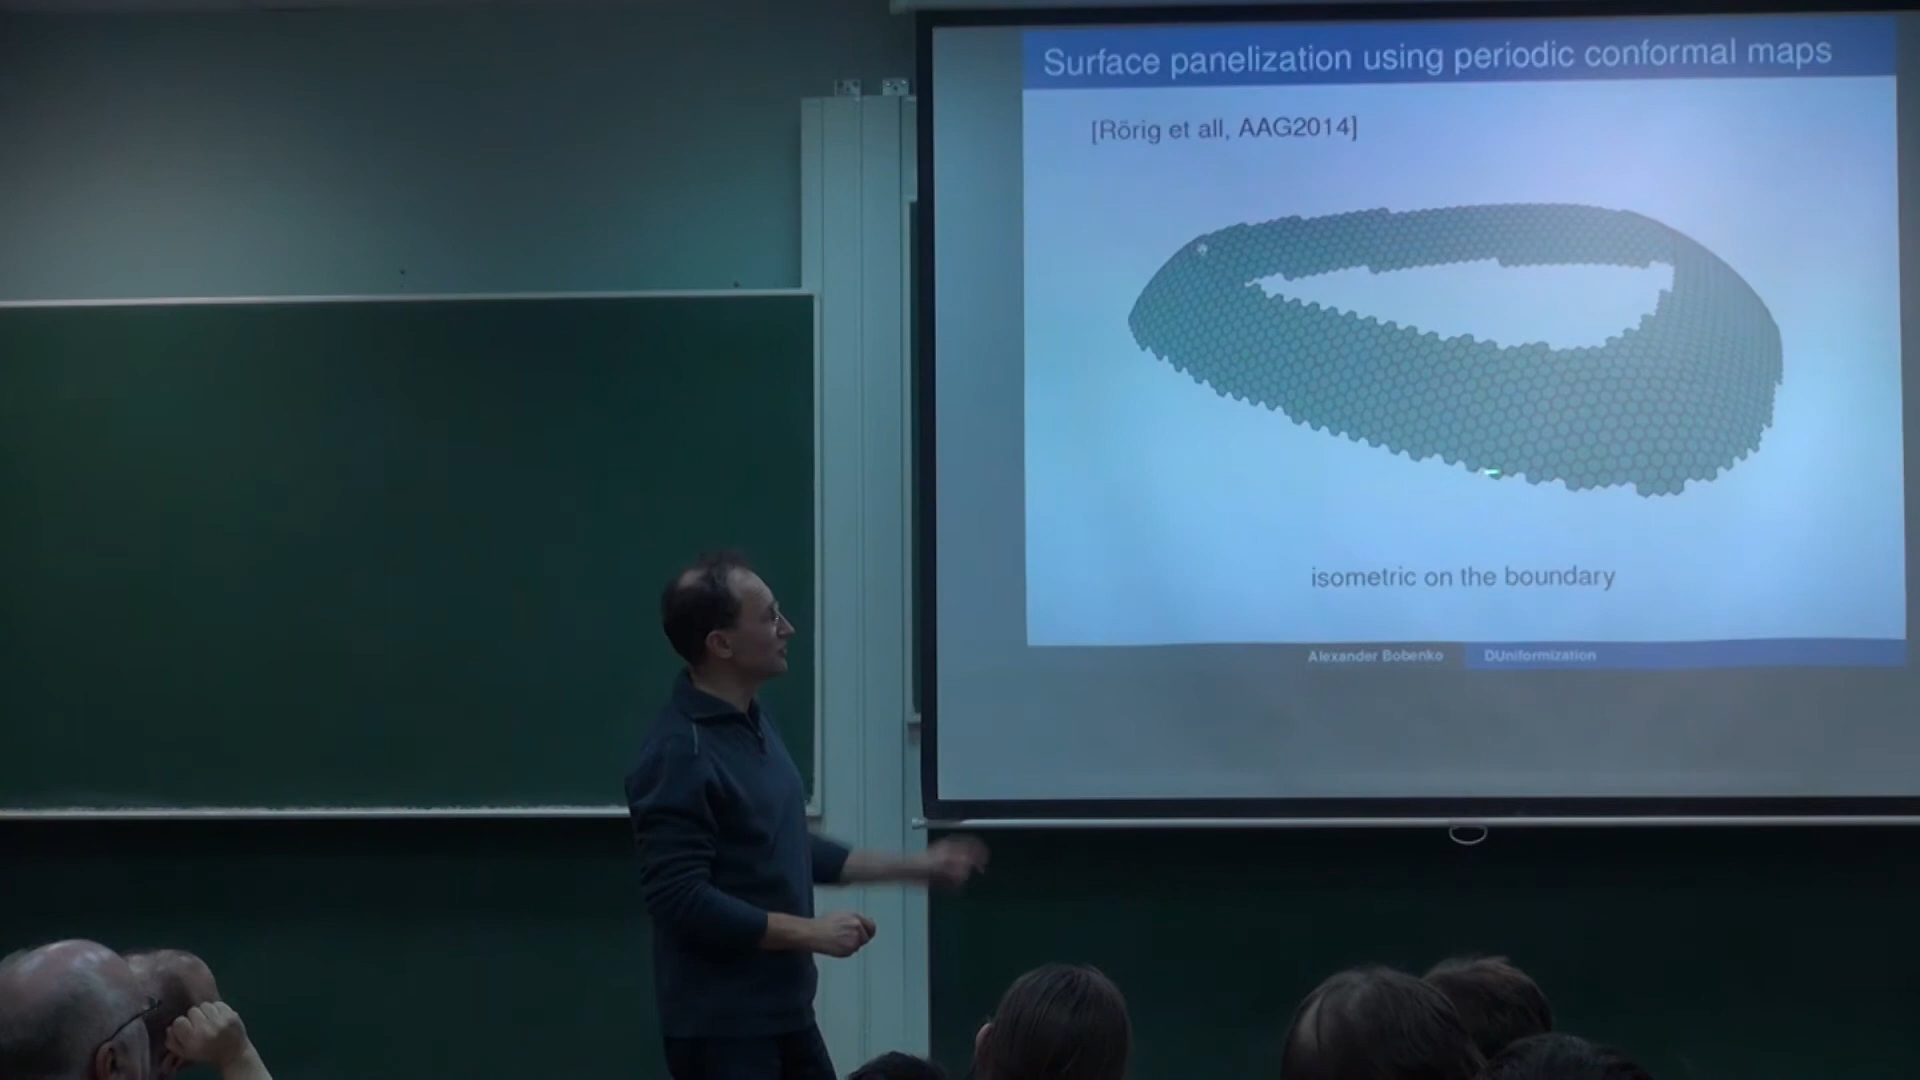 Surface panelization using periodic conformal maps
[Rörig et all, AAG2014]
isometric on the boundary
Alexander Bobenko DUniformization